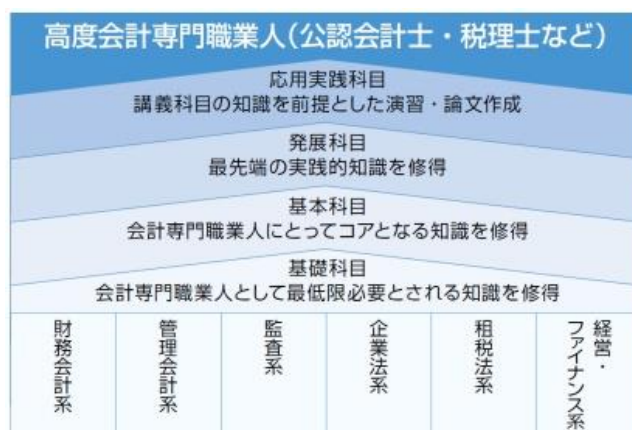 高度会計専門職業人(公認会計士・税理士など)
応用実践科目
講義科目の知識を前提とした演習・論文作成
発展科目
最先端の実践的知識を修得
基本科目
会計専門職業人にとってコアとなる知識を修得
基礎科目
会計専門職業人として最低限必要とされる知識を修得
財務会計系
管理会計系
監査系
企業法系
租税法系
経営・
ファイナンス系